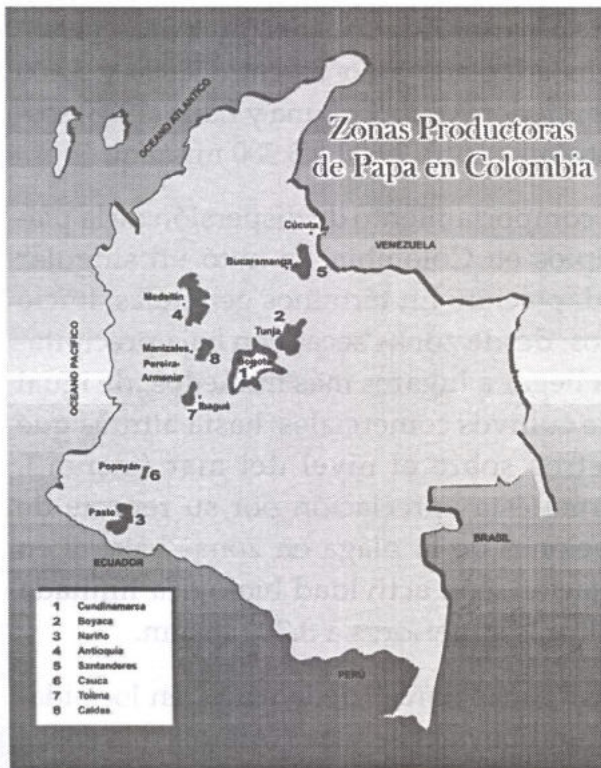 OCEANO ATLANTICO
Zonas Productoras
de Papa en Colombia
Cúcuta
VENEZUELA
Bucaramanga
5
Medellín
4
2
Tunja
OCEANO PACIFICO
Manizales
8
Pereira
Armenia
Bogotá
1
7
Ibagué
Popayán
6
Pasto
3
ECUADOR
BRASIL
PERÚ
1 Cundinamarca
2 Boyaca
3 Nariño
4 Antioquia
5 Santanderes
6 Cauca
7 Tolima
8 Caldas